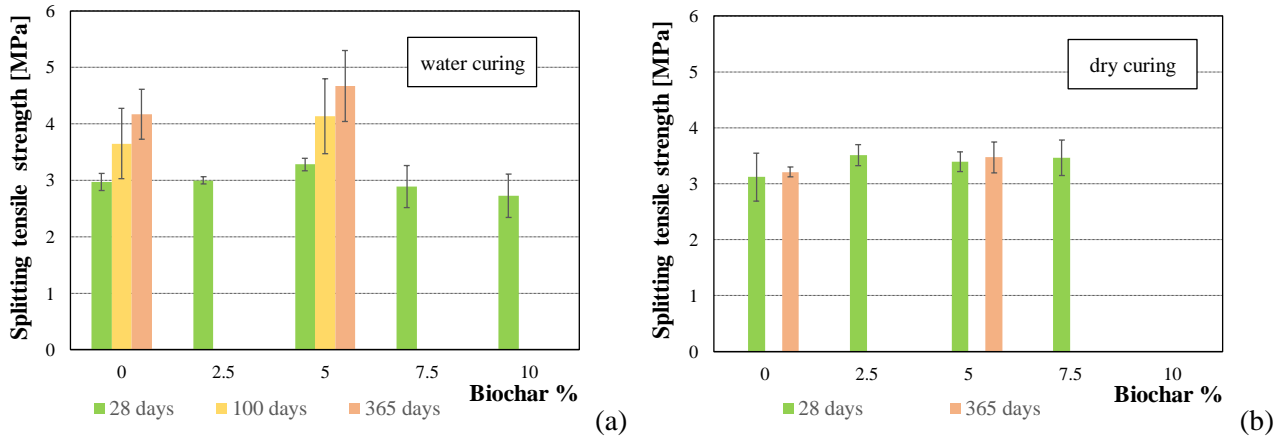 Splitting tensile strength [MPa]
6
5
4
3
2
1
0
water curing
0 2.5 5 7.5 10
Biochar %
28 days 100 days 365 days
(a)
Splitting tensile strength [MPa]
6
5
4
3
2
1
0
dry curing
0 2.5 5 7.5 10
Biochar %
28 days 365 days
(b)